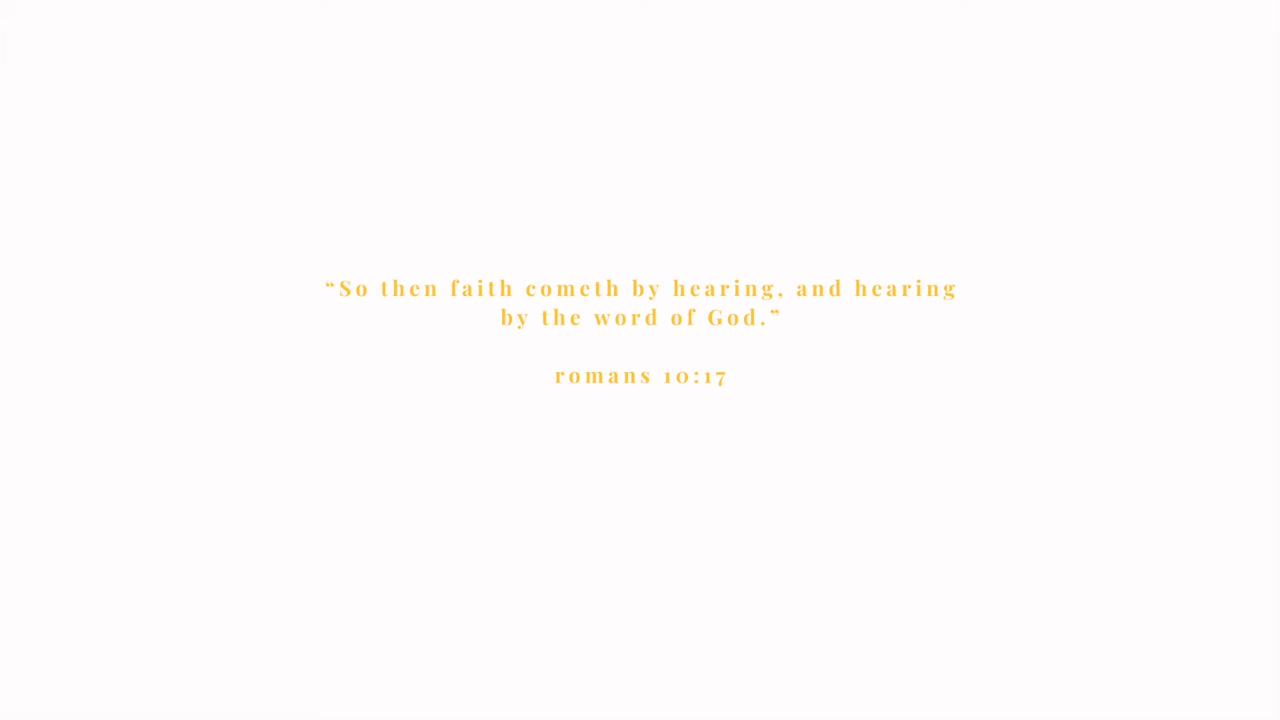 “So then faith cometh by hearing, and hearing
by the word of God.”
romans 10:17